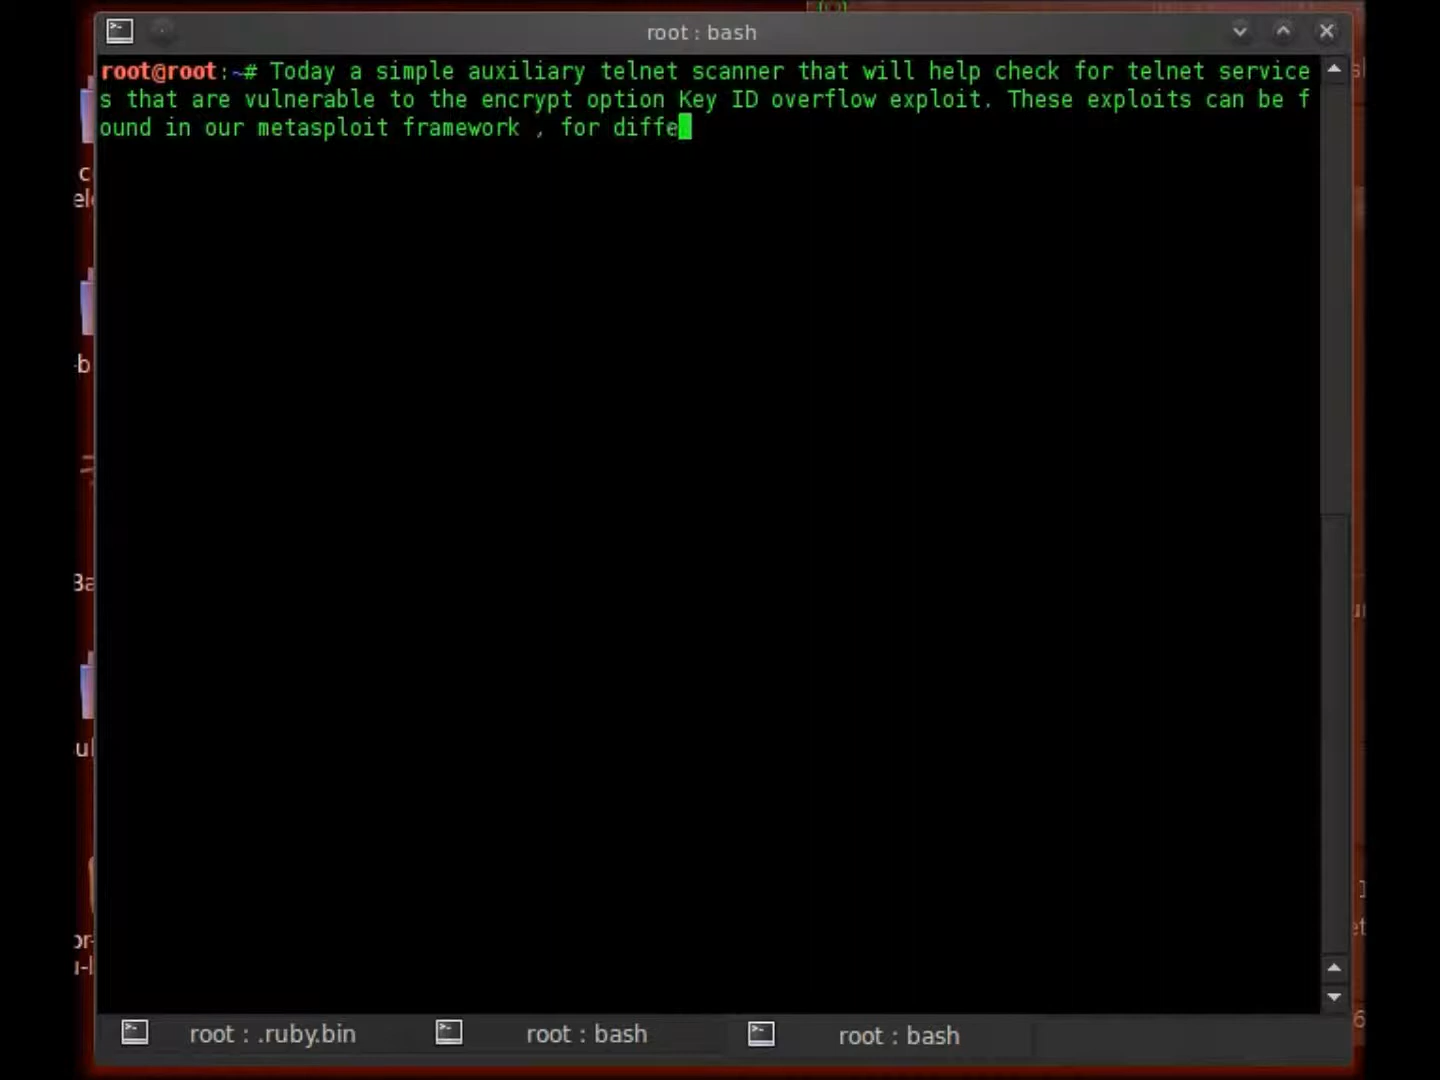 root : bash
root@root:~# Today a simple auxiliary telnet scanner that will help check for telnet service
s that are vulnerable to the encrypt option Key ID overflow exploit. These exploits can be f
ound in our metasploit framework , for diffe
root : .ruby.bin
root : bash
root : bash